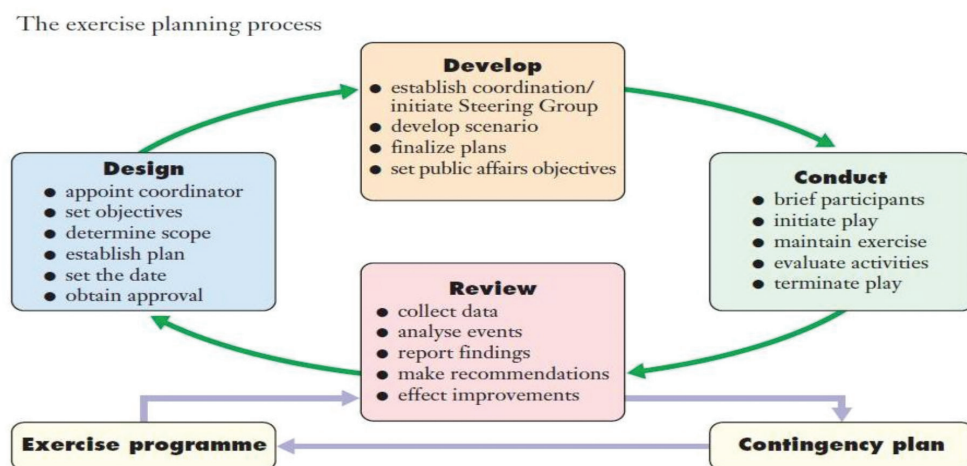 The exercise planning process
Develop
● establish coordination/
initiate Steering Group
● develop scenario
● finalize plans
● set public affairs objectives
Design
● appoint coordinator
● set objectives
● determine scope
● establish plan
● set the date
● obtain approval
Conduct
● brief participants
● initiate play
● maintain exercise
● evaluate activities
● terminate play
Review
● collect data
● analyse events
● report findings
● make recommendations
● effect improvements
Exercise programme
Contingency plan